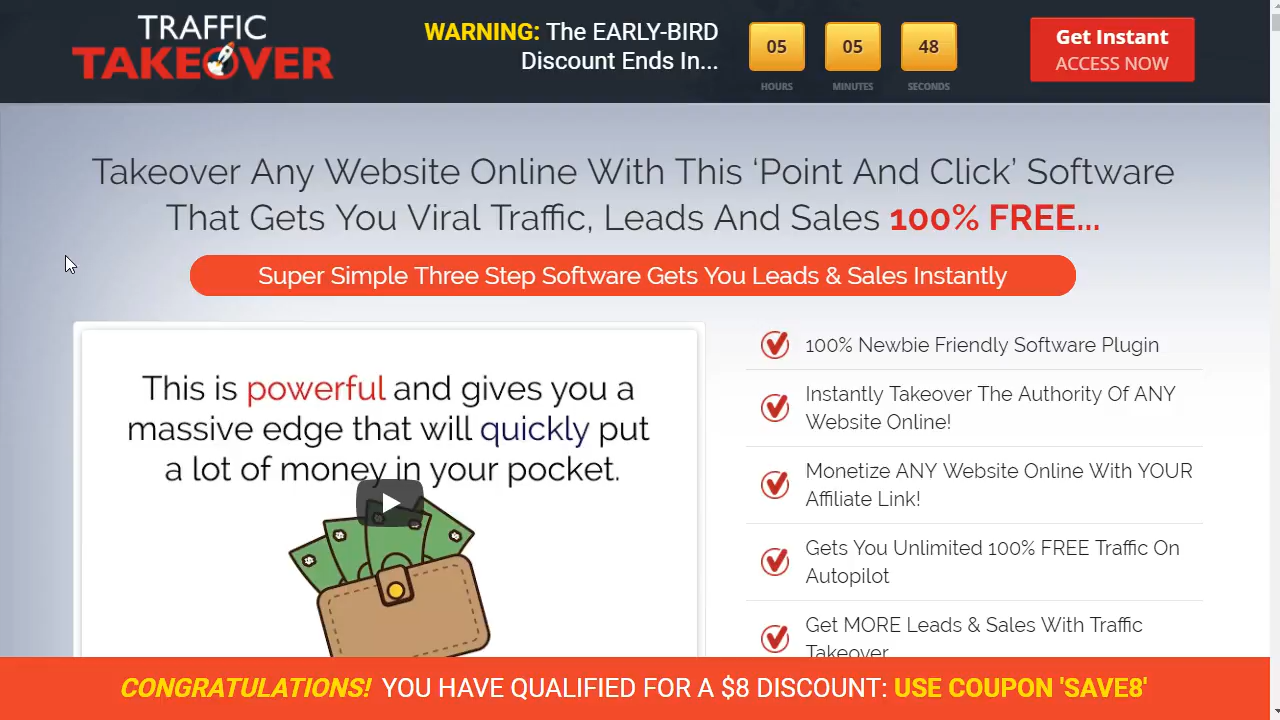 TRAFFIC
TAKEOVER
WARNING: The EARLY-BIRD
Discount Ends In...
05
05
48
HOURS
MINUTES
SECONDS
Get Instant
ACCESS NOW
Takeover Any Website Online With This ‘Point And Click’ Software
That Gets You Viral Traffic, Leads And Sales 100% FREE...
Super Simple Three Step Software Gets You Leads & Sales Instantly
This is powerful and gives you a
massive edge that will quickly put
a lot of money in your pocket.
100% Newbie Friendly Software Plugin
Instantly Takeover The Authority Of ANY
Website Online!
Monetize ANY Website Online With YOUR
Affiliate Link!
Gets You Unlimited 100% FREE Traffic On
Autopilot
Get MORE Leads & Sales With Traffic
Takeover
CONGRATULATIONS! YOU HAVE QUALIFIED FOR A $8 DISCOUNT: USE COUPON 'SAVE8'